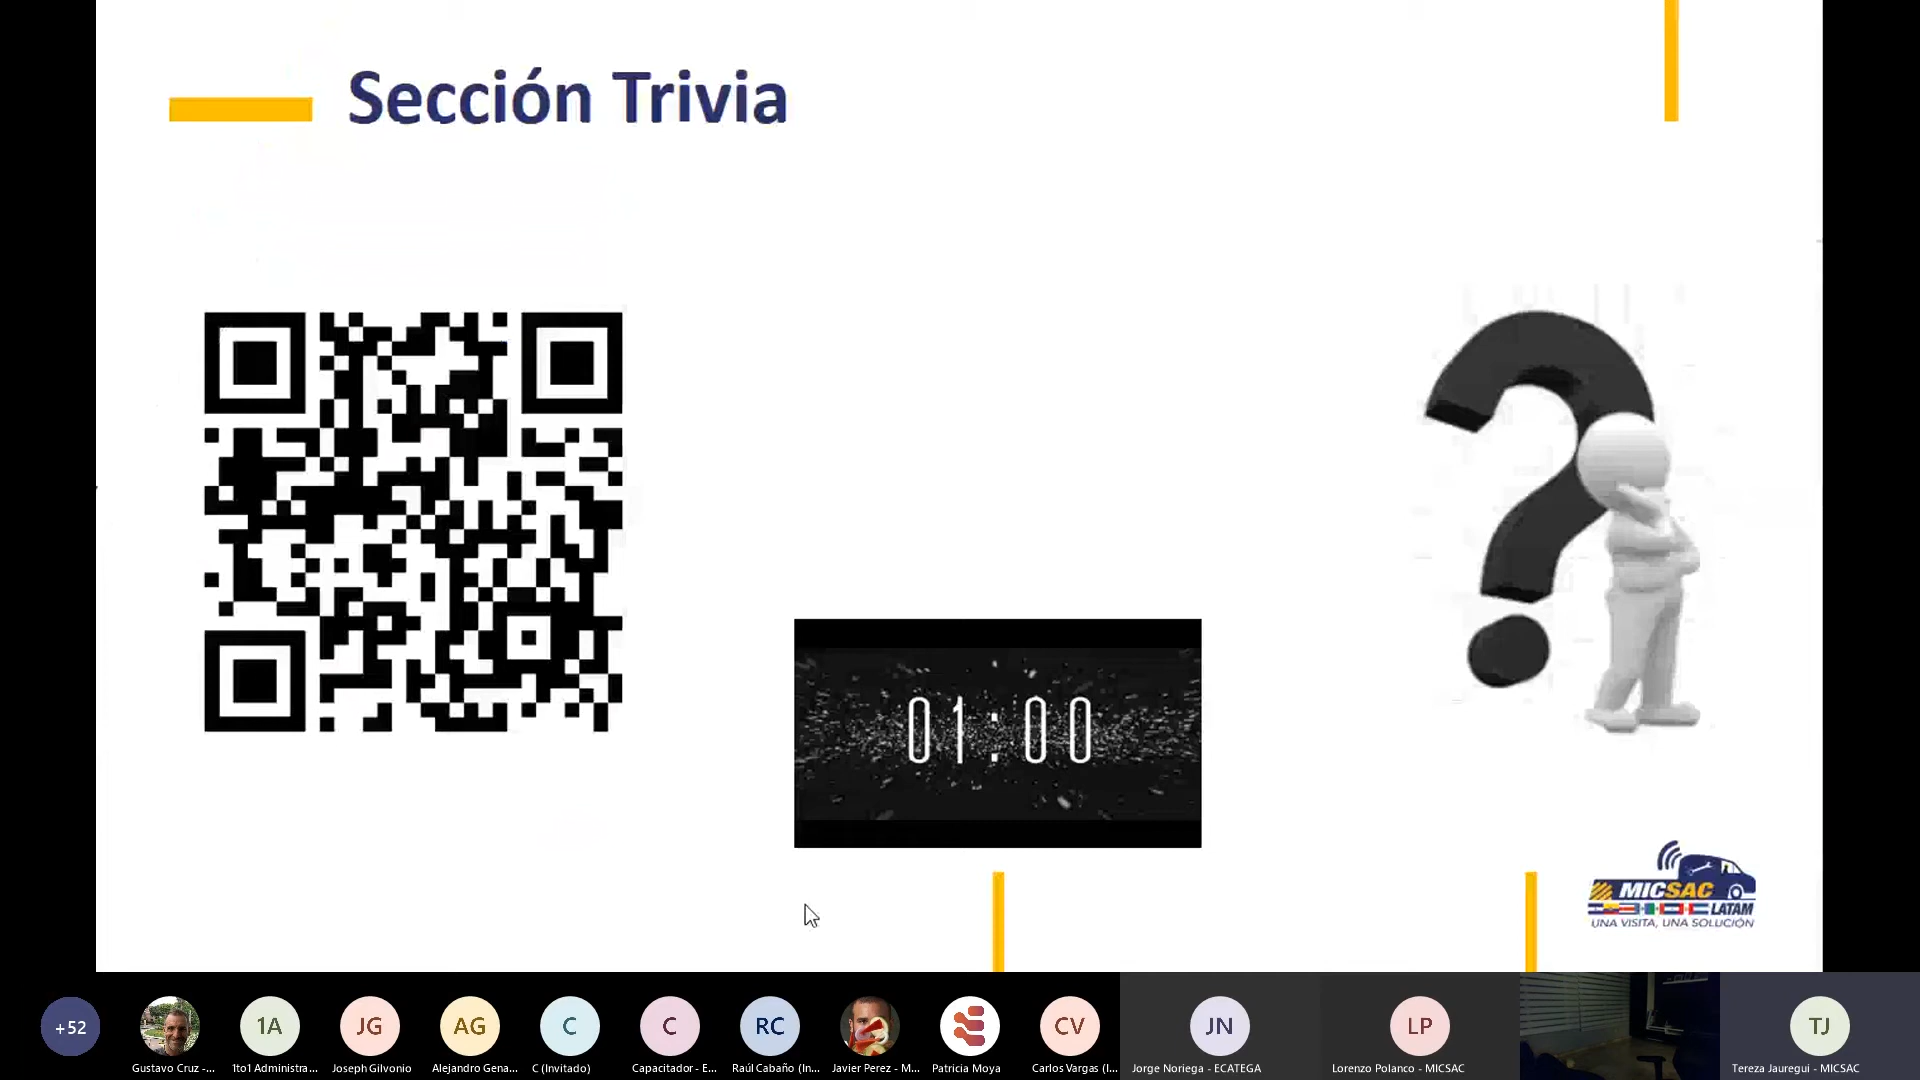 Sección Trivia
01:00
MICSAC
LATAM
UNA VISITA, UNA SOLUCIÓN
+52
1A
JG
AG
C
C
RC
CV
JN
LP
TJ
Gustavo Cruz -...
1to1 Administra...
Joseph Gilvonio
Alejandro Gena...
C (Invitado)
Capacitador - E...
Raúl Cabaño (In...
Javier Perez - M...
Patricia Moya
Carlos Vargas (I...
Jorge Noriega - ECATEGA
Lorenzo Polanco - MICSAC
Tereza Jauregui - MICSAC